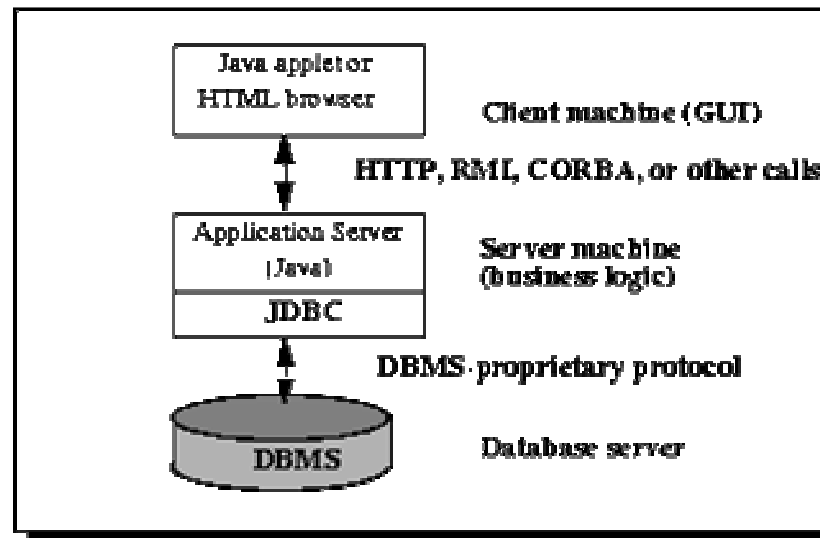 Java applet or
HTML browser
Client machine (GUI)
HTTP, RMI, CORBA, or other calls
Application Server
(Java)
Server machine
(business logic)
JDBC
DBMS-proprietary protocol
DBMS
Database server